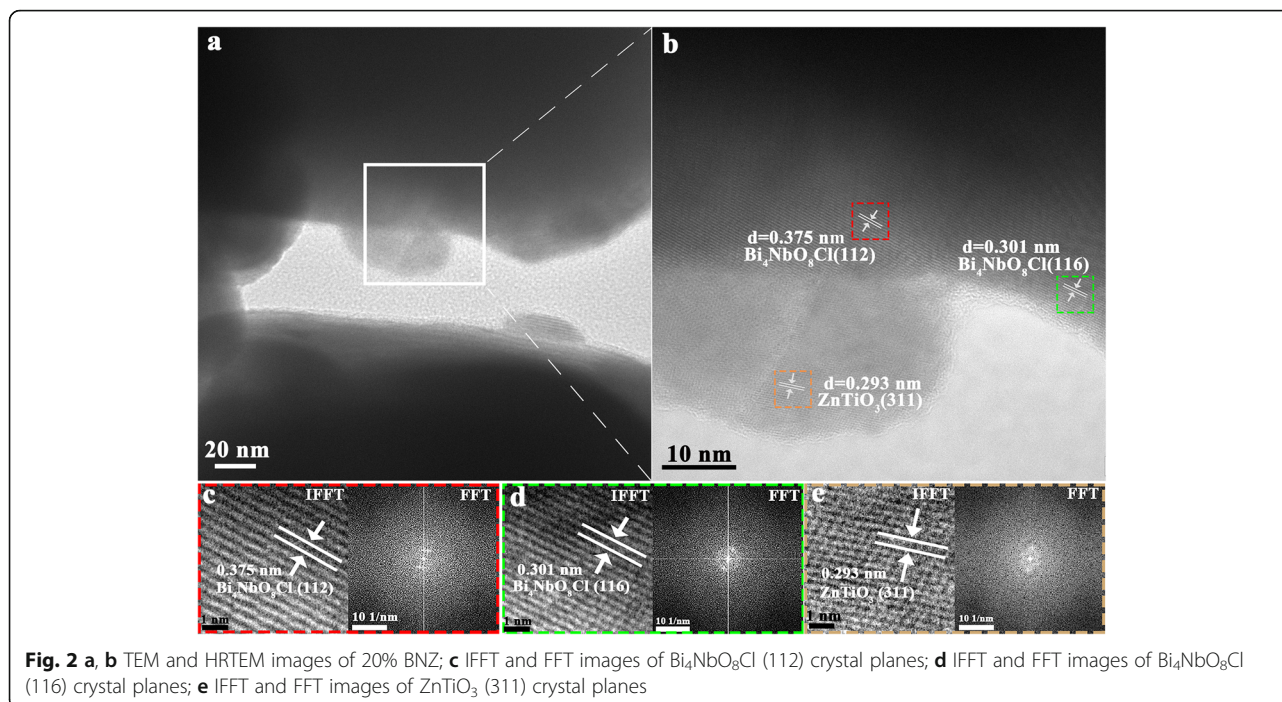 a
b
d=0.375 nm
Bi₄NbO₈Cl(112)
d=0.301 nm
Bi₄NbO₈Cl(116)
d=0.293 nm
ZnTiO₃(311)
20 nm
10 nm
c
IFFT
FFT
0.375 nm
Bi₄NbO₈Cl (112)
1 nm
10 1/nm
d
IFFT
FFT
0.301 nm
Bi₄NbO₈Cl (116)
1 nm
10 1/nm
e
IFFT
FFT
0.293 nm
ZnTiO₃ (311)
1 nm
10 1/nm
Fig. 2 a, b TEM and HRTEM images of 20% BNZ; c IFFT and FFT images of Bi₄NbO₈Cl (112) crystal planes; d IFFT and FFT images of Bi₄NbO₈Cl
(116) crystal planes; e IFFT and FFT images of ZnTiO₃ (311) crystal planes